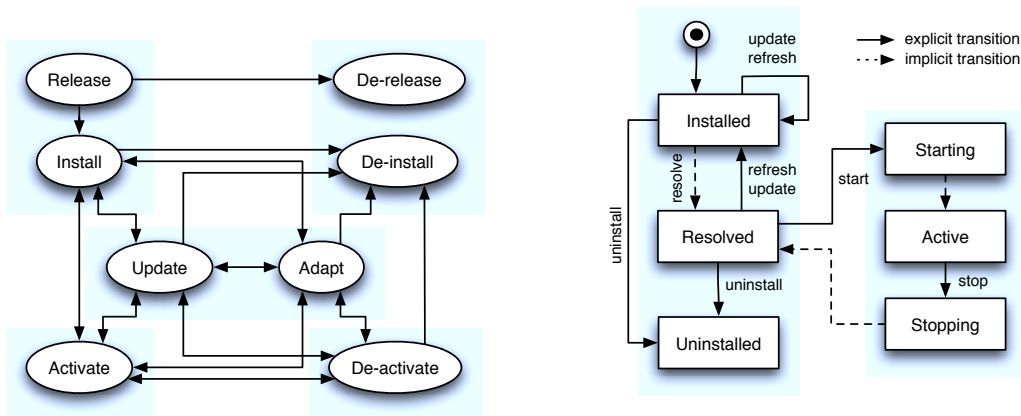 Release
De-release
Install
De-install
Update
Adapt
Activate
De-activate
update
refresh
explicit transition
implicit transition
Installed
Starting
resolve
refresh
update
start
uninstall
Resolved
Active
uninstall
stop
Uninstalled
Stopping